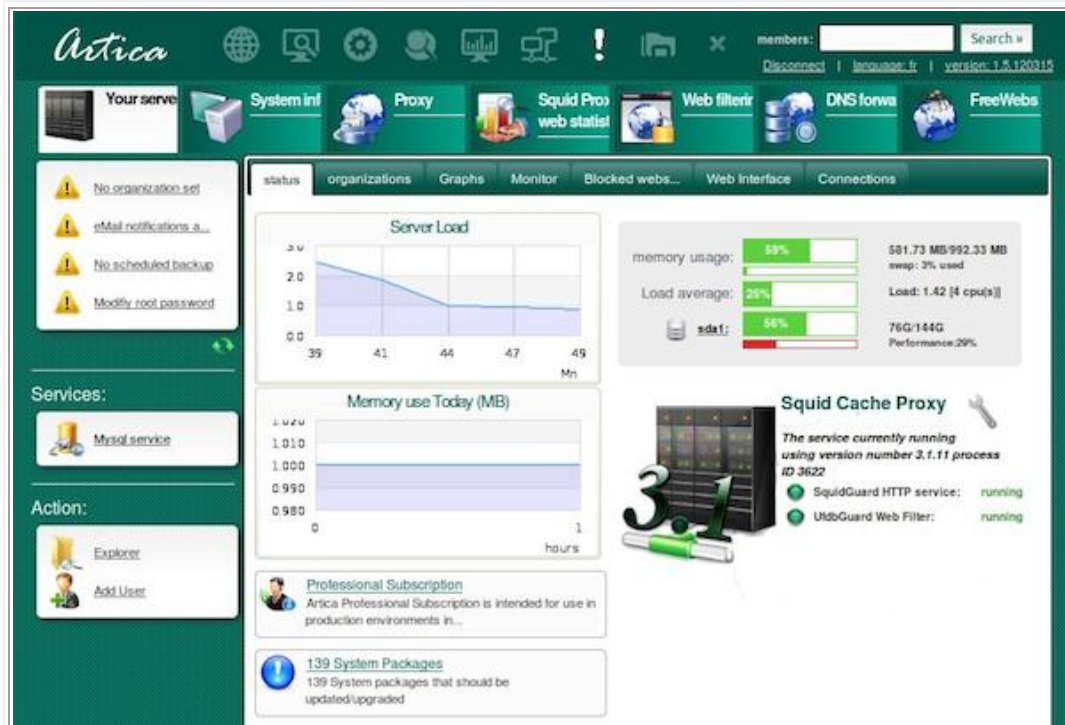 Artica
members:
Search »
Disconnect | language: fr | version: 1.5.120315
Your serve
System inf
Proxy
Squid Prox
web statist
Web filterin
DNS forwa
FreeWebs
No organization set
eMail notifications a...
No scheduled backup
Modifiy root password
Services:
Mysql service
Action:
Explorer
Add User
status
organizations
Graphs
Monitor
Blocked webs...
Web Interface
Connections
Server Load
3.0
2.0
1.0
0.0
39 41 44 47 49
Mn
Memory use Today (MB)
1.020
1.010
1.000
0.990
0.980
0 1
hours
Professional Subscription
Artica Professional Subscription is intended for use in
production environments in...
139 System Packages
139 System packages that should be
updated/upgraded
memory usage: 59% 581.73 MB/992.33 MB
swap: 3% used
Load average: 26% Load: 1.42 [4 cpu(s)]
sda1: 56% 76G/144G
Performance:29%
Squid Cache Proxy
The service currently running
using version number 3.1.11 process
ID 3622
3.1
SquidGuard HTTP service: running
UfdbGuard Web Filter: running